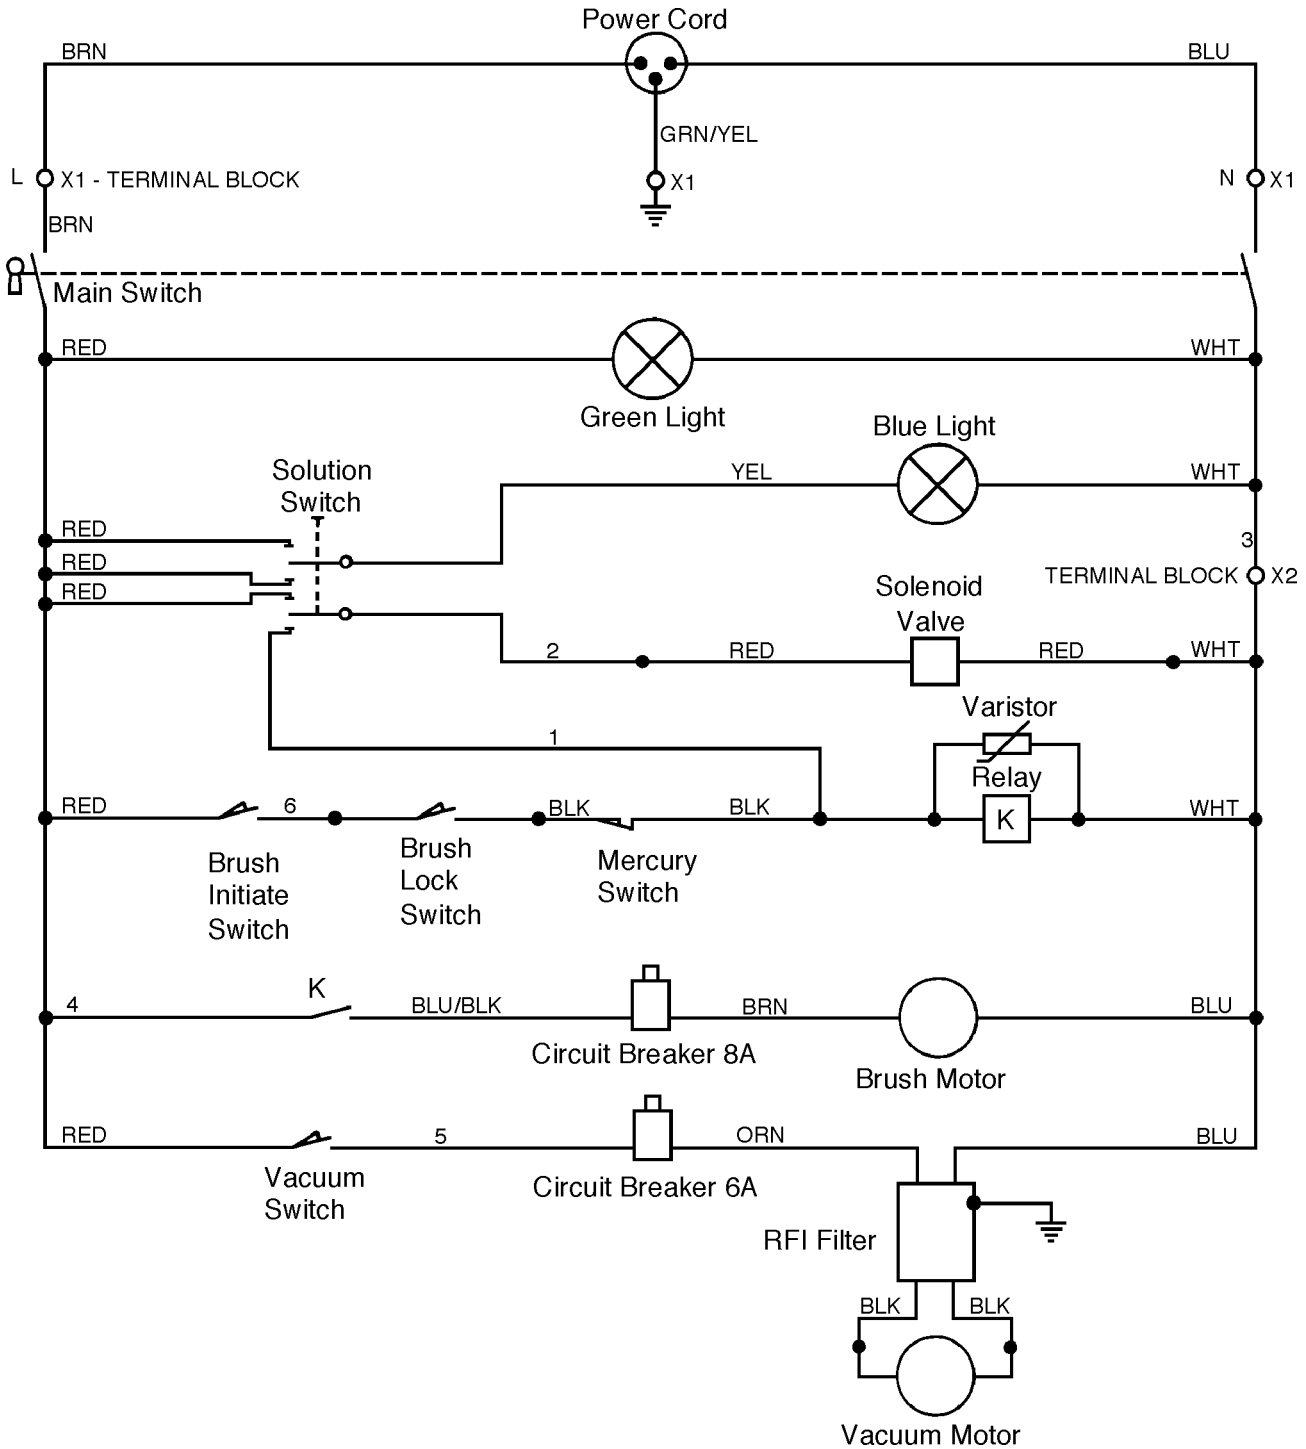 Power Cord
BRN
BLU
GRN/YEL
L
X1 - TERMINAL BLOCK
X1
N
X1
BRN
Main Switch
RED
WHT
Green Light
Blue Light
Solution
Switch
YEL
WHT
RED
RED
RED
3
TERMINAL BLOCK
X2
Solenoid
Valve
2
RED
RED
WHT
Varistor
1
Relay
RED
6
BLK
BLK
K
WHT
Brush
Initiate
Switch
Brush
Lock
Switch
Mercury
Switch
4
K
BLU/BLK
BRN
BLU
Circuit Breaker 8A
Brush Motor
RED
5
ORN
BLU
Vacuum
Switch
Circuit Breaker 6A
RFI Filter
BLK
BLK
Vacuum Motor